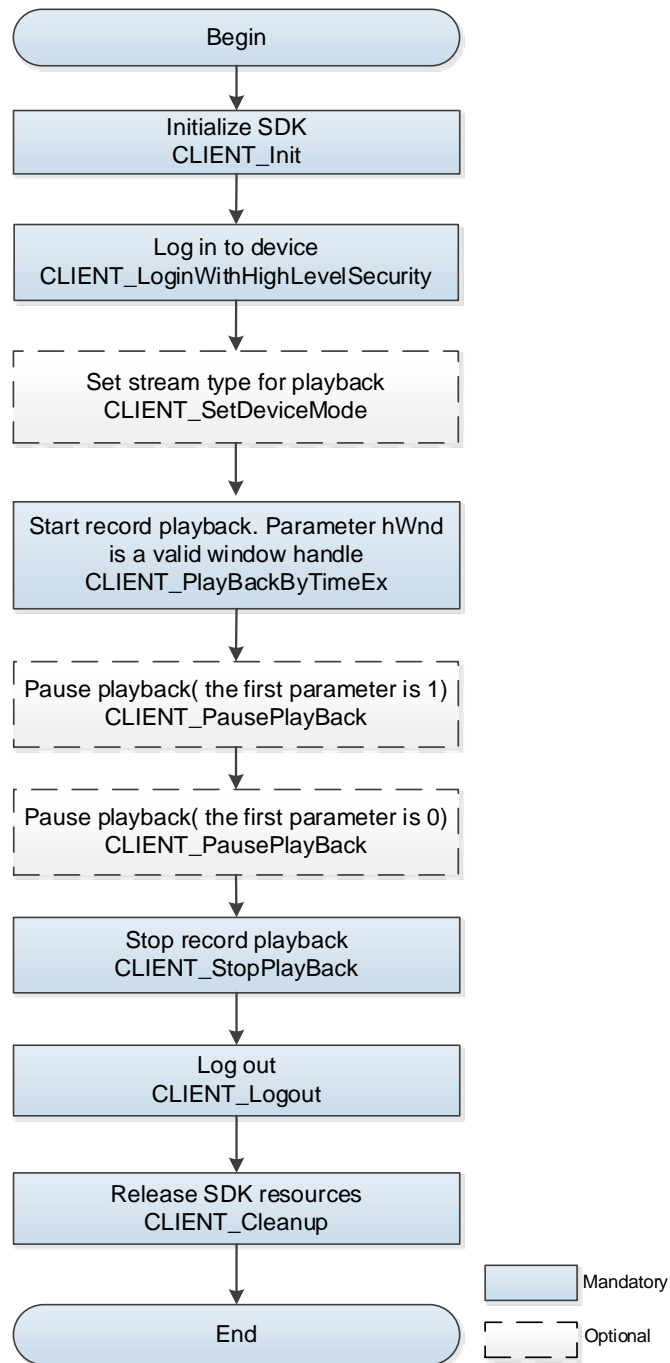 Begin
Initialize SDK
CLIENT_Init
Log in to device
CLIENT_LoginWithHighLevelSecurity
Set stream type for playback
CLIENT_SetDeviceMode
Start record playback. Parameter hWnd
is a valid window handle
CLIENT_PlayBackByTimeEx
Pause playback( the first parameter is 1)
CLIENT_PausePlayBack
Pause playback( the first parameter is 0)
CLIENT_PausePlayBack
Stop record playback
CLIENT_StopPlayBack
Log out
CLIENT_Logout
Release SDK resources
CLIENT_Cleanup
End
Mandatory
Optional